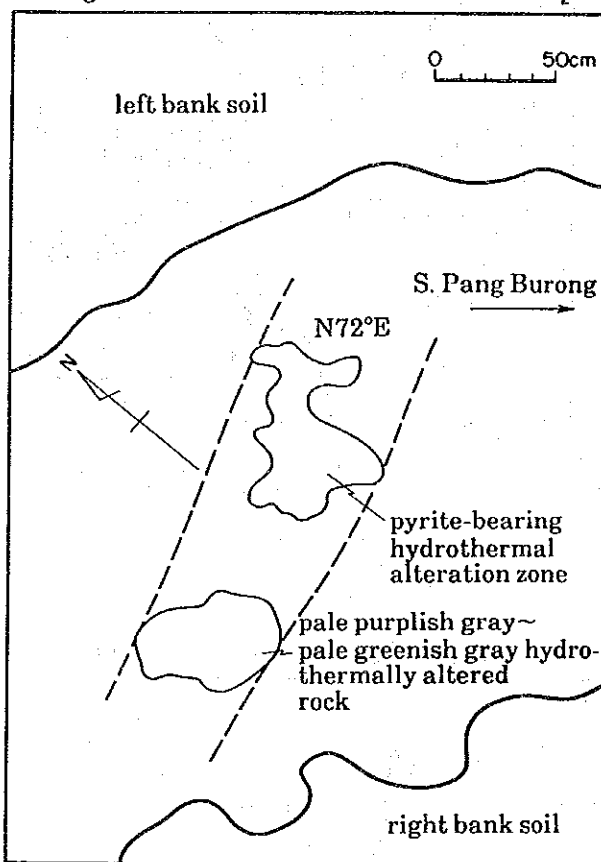 0 50cm
left bank soil
S. Pang Burong
N72°E
N
pyrite-bearing
hydrothermal
alteration zone
pale purplish gray~
pale greenish gray hydro-
thermally altered
rock
right bank soil